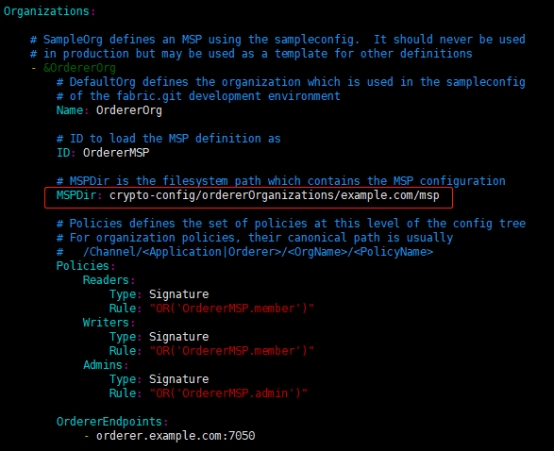 Organizations:
# SampleOrg defines an MSP using the sampleconfig.  It should never be used
# in production but may be used as a template for other definitions
- &OrdererOrg
# DefaultOrg defines the organization which is used in the sampleconfig
# of the fabric.git development environment
Name: OrdererOrg
# ID to load the MSP definition as
ID: OrdererMSP
# MSPDir is the filesystem path which contains the MSP configuration
MSPDir: crypto-config/ordererOrganizations/example.com/msp
# Policies defines the set of policies at this level of the config tree
# For organization policies, their canonical path is usually
#   /Channel/<Application|Orderer>/<OrgName>/<PolicyName>
Policies:
Readers:
Type: Signature
Rule: "OR('OrdererMSP.member')"
Writers:
Type: Signature
Rule: "OR('OrdererMSP.member')"
Admins:
Type: Signature
Rule: "OR('OrdererMSP.admin')"
OrdererEndpoints:
- orderer.example.com:7050